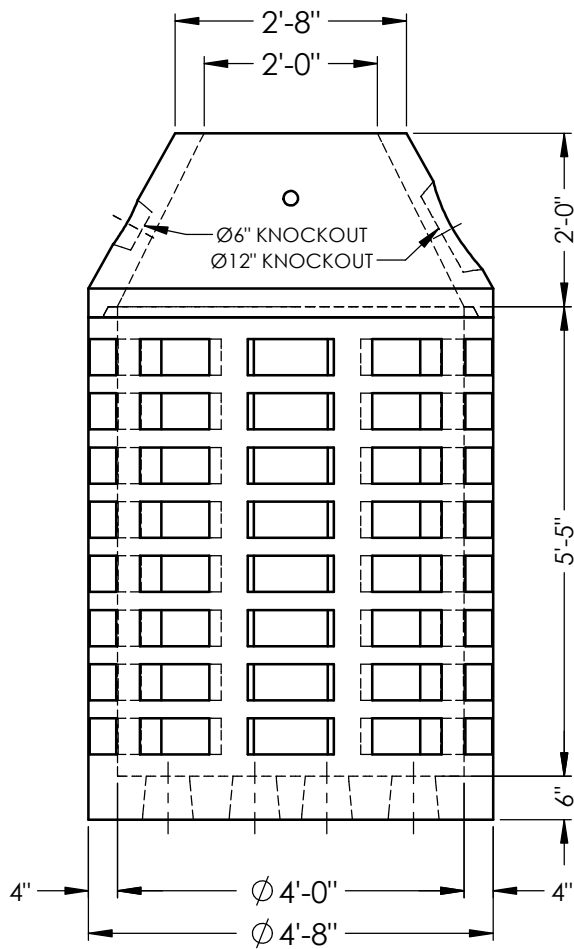 2'-8"
2'-0"
2'-0"
Ø6" KNOCKOUT
Ø12" KNOCKOUT
5'-5"
6"
4"
Ø 4'-0"
4"
Ø 4'-8"